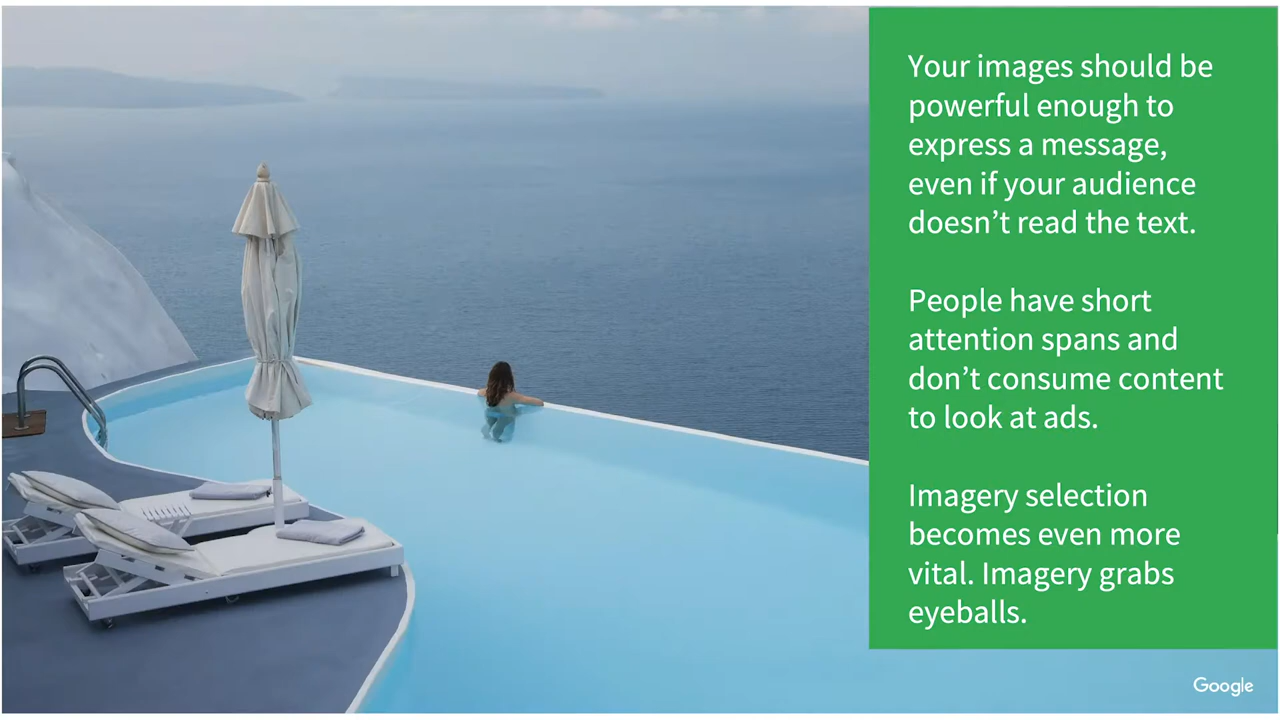 Your images should be
powerful enough to
express a message,
even if your audience
doesn’t read the text.
People have short
attention spans and
don’t consume content
to look at ads.
Imagery selection
becomes even more
vital. Imagery grabs
eyeballs.
Google